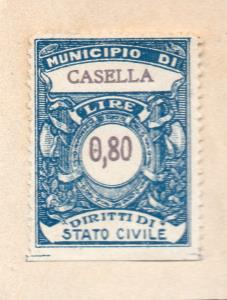 MUNICIPIO DI
CASELLA
LIRE
0,80
DIRITTI DI
STATO CIVILE